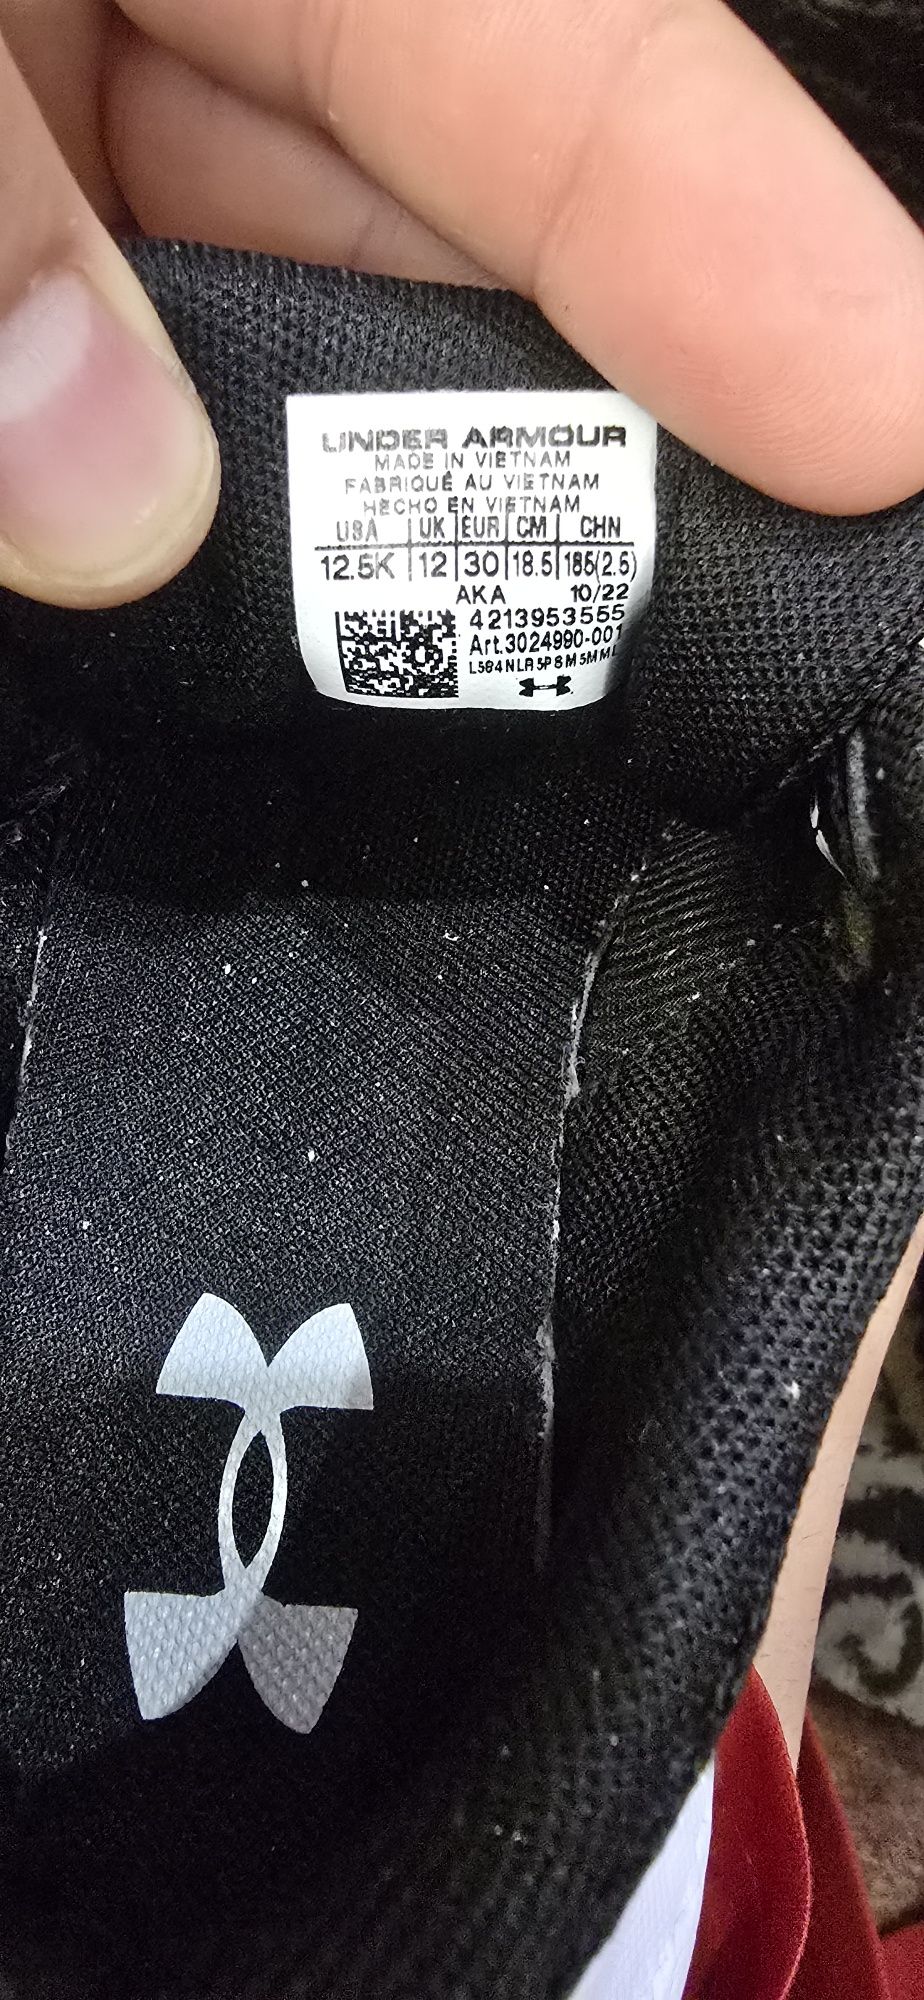 UNDER ARMOUR
MADE IN VIETNAM
FABRIQUÉ AU VIETNAM
HECHO EN VIETNAM
USA UK EUR CM CHN
12.5K 12 30 18.5 185(2.5)
AKA 10/22
4213953555
Art.3024990-001